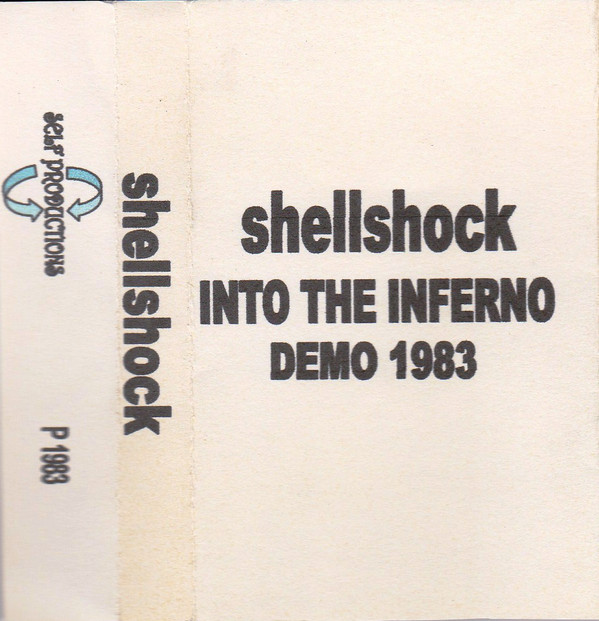 self PRODUCTIONS
P 1983
shellshock
shellshock
INTO THE INFERNO
DEMO 1983